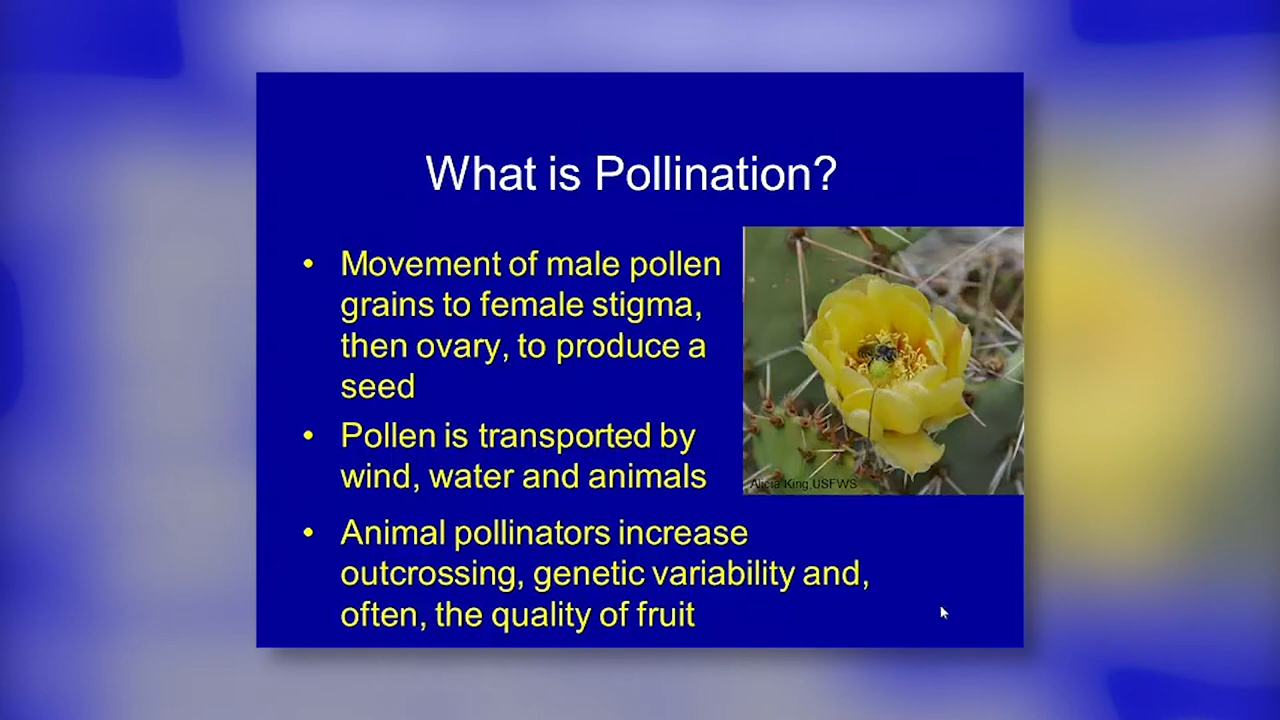 What is Pollination?
• Movement of male pollen
grains to female stigma,
then ovary, to produce a
seed
• Pollen is transported by
wind, water and animals
Alicia King,USFWS
• Animal pollinators increase
outcrossing, genetic variability and,
often, the quality of fruit